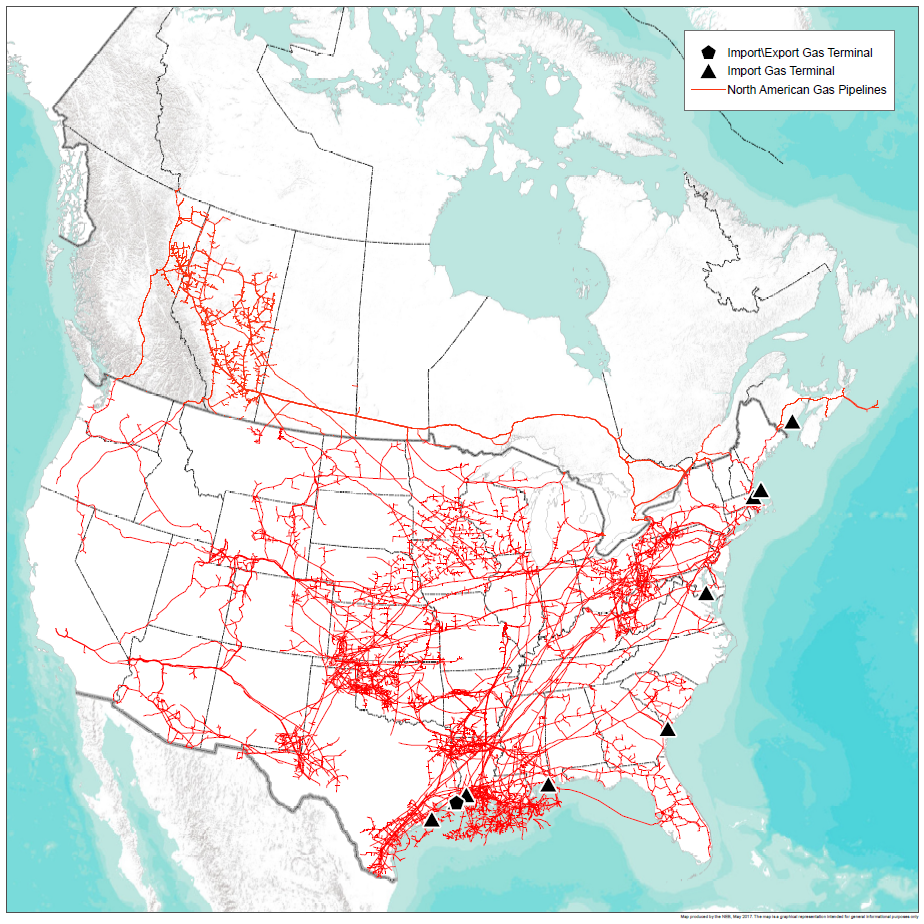 Import\Export Gas Terminal
Import Gas Terminal
North American Gas Pipelines
Map produced by the NEB, May 2017. The map is a graphical representation intended for general informational purposes only